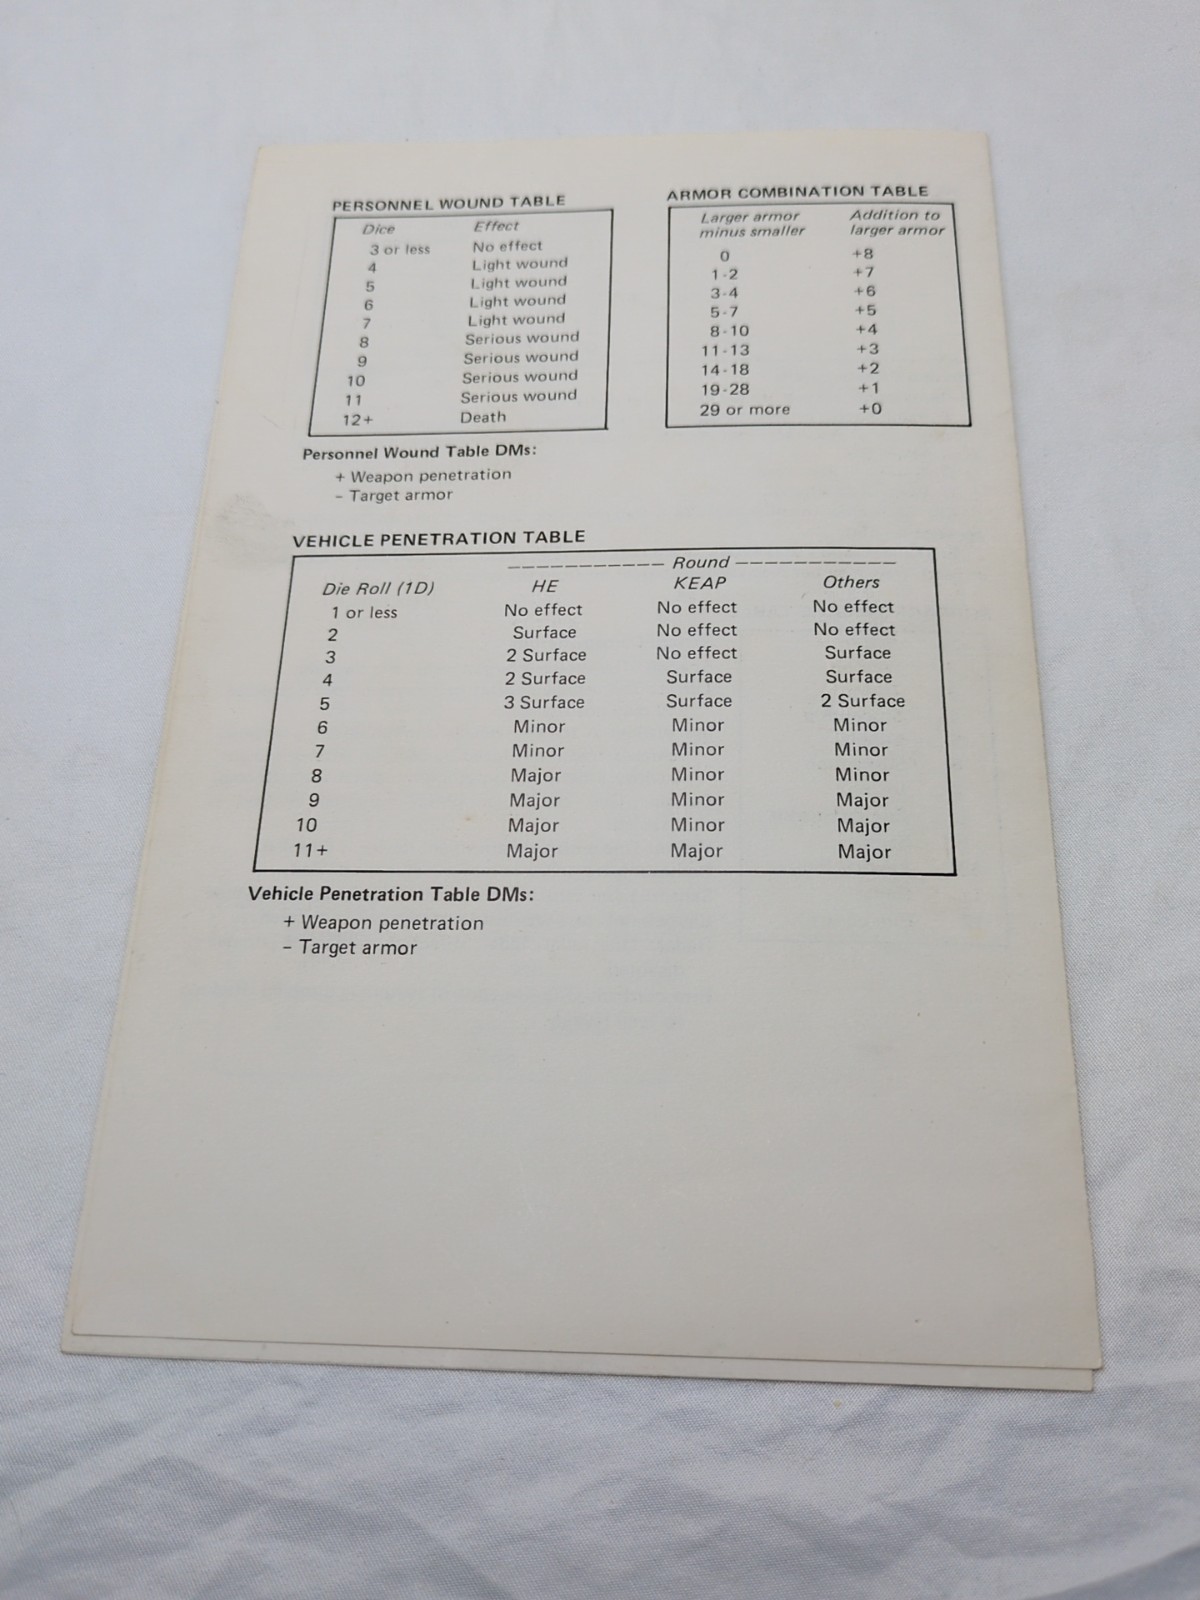 PERSONNEL WOUND TABLE
Dice Effect
3 or less No effect
4 Light wound
5 Light wound
6 Light wound
7 Light wound
8 Serious wound
9 Serious wound
10 Serious wound
11 Serious wound
12+ Death
Personnel Wound Table DMs:
+ Weapon penetration
– Target armor
ARMOR COMBINATION TABLE
Larger armor Addition to
minus smaller larger armor
0 +8
1-2 +7
3-4 +6
5-7 +5
8-10 +4
11-13 +3
14-18 +2
19-28 +1
29 or more +0
VEHICLE PENETRATION TABLE
----------- Round -----------
Die Roll (1D) HE KEAP Others
1 or less No effect No effect No effect
2 Surface No effect No effect
3 2 Surface No effect Surface
4 2 Surface Surface Surface
5 3 Surface Surface 2 Surface
6 Minor Minor Minor
7 Minor Minor Minor
8 Major Minor Minor
9 Major Minor Major
10 Major Minor Major
11+ Major Major Major
Vehicle Penetration Table DMs:
+ Weapon penetration
– Target armor